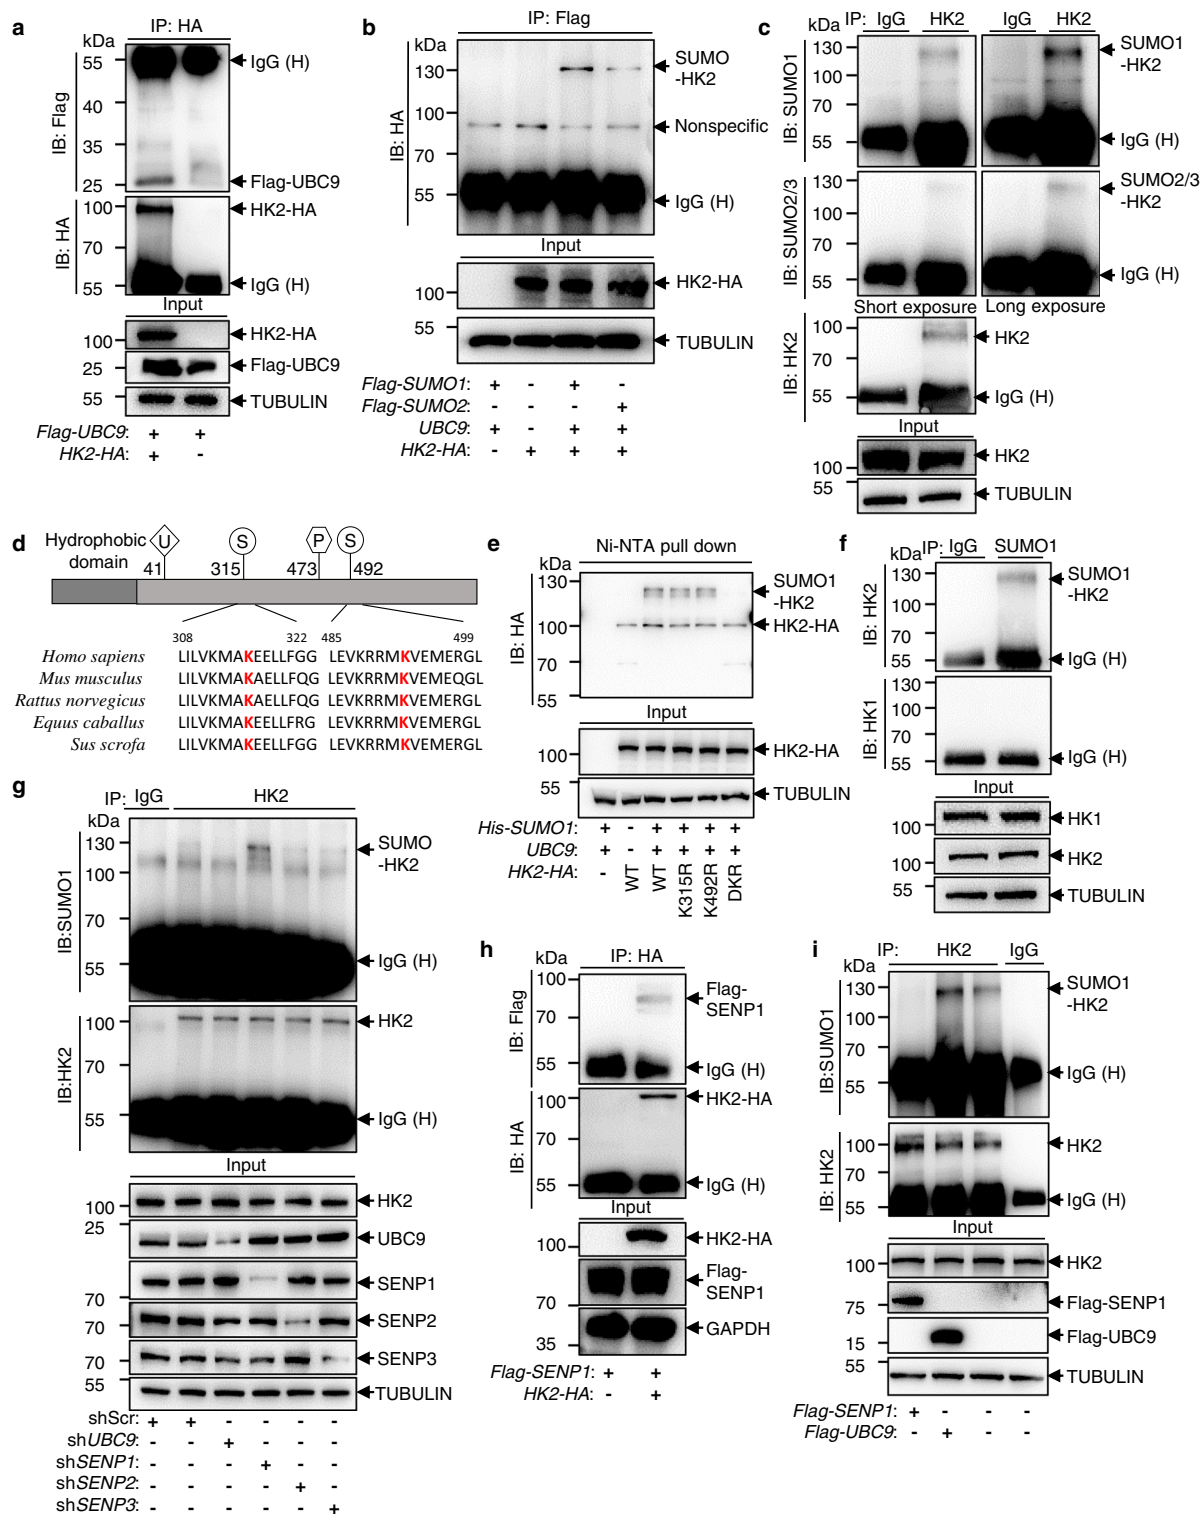 a
IP: HA
kDa
55
40
35
25
IB: Flag
IgG (H)
Flag-UBC9
100
70
55
IB: HA
HK2-HA
IgG (H)
Input
100
HK2-HA
25
Flag-UBC9
55
TUBULIN
Flag-UBC9: + +
HK2-HA: + -
b
IP: Flag
kDa
130
100
70
55
IB: HA
SUMO
-HK2
Nonspecific
IgG (H)
Input
100
HK2-HA
55
TUBULIN
Flag-SUMO1: + - + -
Flag-SUMO2: - - - +
UBC9: + - + +
HK2-HA: - + + +
c
IP: IgG HK2 IgG HK2
kDa
130
100
70
55
IB: SUMO1
SUMO1
-HK2
IgG (H)
130
100
70
55
IB: SUMO2/3
SUMO2/3
-HK2
IgG (H)
Short exposure Long exposure
100
70
55
IB: HK2
HK2
IgG (H)
Input
100
HK2
55
TUBULIN
d
Hydrophobic
domain
U S P S
41 315 473 492
308 322 485 499
Homo sapiens LILVKMAKEELLFGG LEVKRRMKVEMERGL
Mus musculus LILVKMAKAELLFQG LEVKRRMKVEMEQGL
Rattus norvegicus LILVKMAKAELLFQG LEVKRRMKVEMERGL
Equus caballus LILVKMAKEELLFRG LEVKRRMKVEMERGL
Sus scrofa LILVKMAKEELLFGG LEVKRRMKVEMERGL
e
Ni-NTA pull down
kDa
130
100
70
55
IB: HA
SUMO1
-HK2
HK2-HA
Input
100
HK2-HA
55
TUBULIN
His-SUMO1: + - + + + +
UBC9: + - + + + +
HK2-HA: - WT WT K315R K492R DKR
f
kDa IP: IgG SUMO1
130
100
70
55
IB: HK2
SUMO1
-HK2
IgG (H)
130
100
70
55
IB: HK1
IgG (H)
Input
100
HK1
100
HK2
55
TUBULIN
g
IP: IgG HK2
kDa
130
100
70
55
IB:SUMO1
SUMO
-HK2
IgG (H)
100
70
55
IB:HK2
HK2
IgG (H)
Input
100
HK2
25
UBC9
70
SENP1
70
SENP2
70
SENP3
55
TUBULIN
shScr: + + - - - -
shUBC9: - - + - - -
shSENP1: - - - + - -
shSENP2: - - - - + -
shSENP3: - - - - - +
h
IP: HA
kDa
100
70
55
IB: Flag
Flag-
SENP1
IgG (H)
100
70
55
IB: HA
HK2-HA
IgG (H)
Input
100
HK2-HA
70
Flag-
SENP1
35
GAPDH
Flag-SENP1: + +
HK2-HA: - +
i
IP: HK2 IgG
kDa
130
100
70
55
IB:SUMO1
SUMO1
-HK2
IgG (H)
100
70
55
IB: HK2
HK2
IgG (H)
Input
100
HK2
75
Flag-SENP1
15
Flag-UBC9
55
TUBULIN
Flag-SENP1: + - - -
Flag-UBC9: - + - -